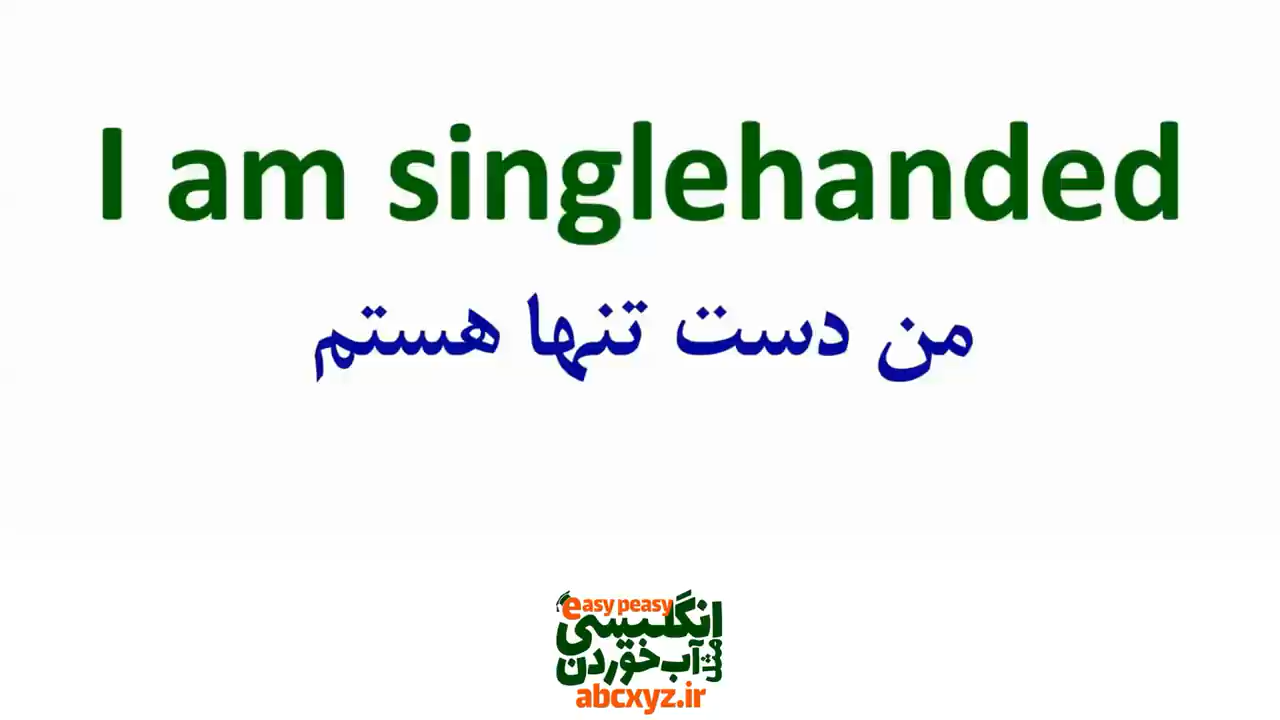 I am singlehanded
من دست تنها هستم
easy peasy
انگلیسی
مثل آب خوردن
abcxyz.ir